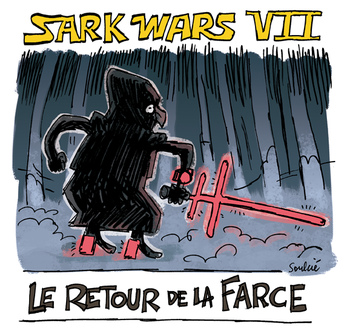 SARK WARS VII
Soulcié
LE RETOUR DE LA FARCE